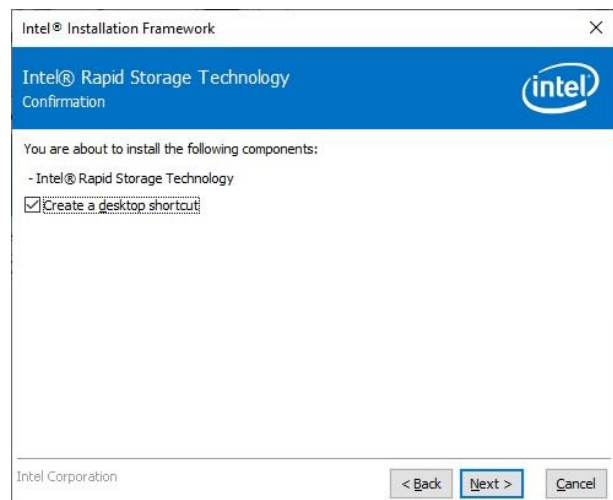 Intel® Installation Framework
Intel® Rapid Storage Technology
Confirmation
intel
You are about to install the following components:
- Intel® Rapid Storage Technology
Create a desktop shortcut
Intel Corporation
< Back Next > Cancel